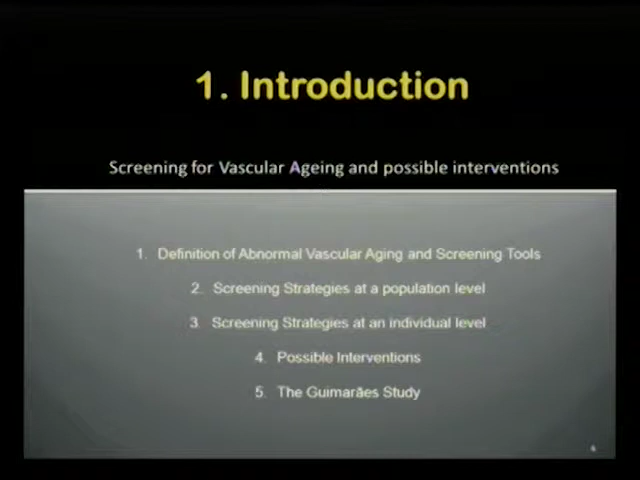 1. Introduction
Screening for Vascular Ageing and possible interventions
1. Definition of Abnormal Vascular Aging and Screening Tools
2. Screening Strategies at a population level
3. Screening Strategies at an individual level
4. Possible Interventions
5. The Guimarães Study
6